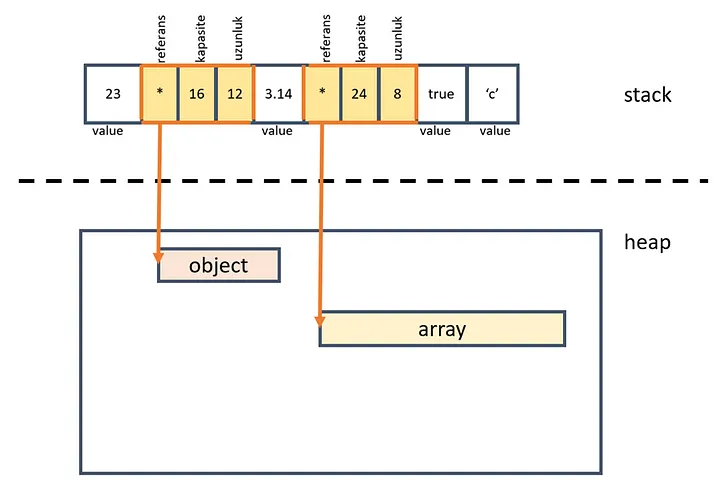 referans
kapasite
uzunluk
referans
kapasite
uzunluk
23 * 16 12 3.14 * 24 8 true 'c'
stack
value value value value
heap
object
array